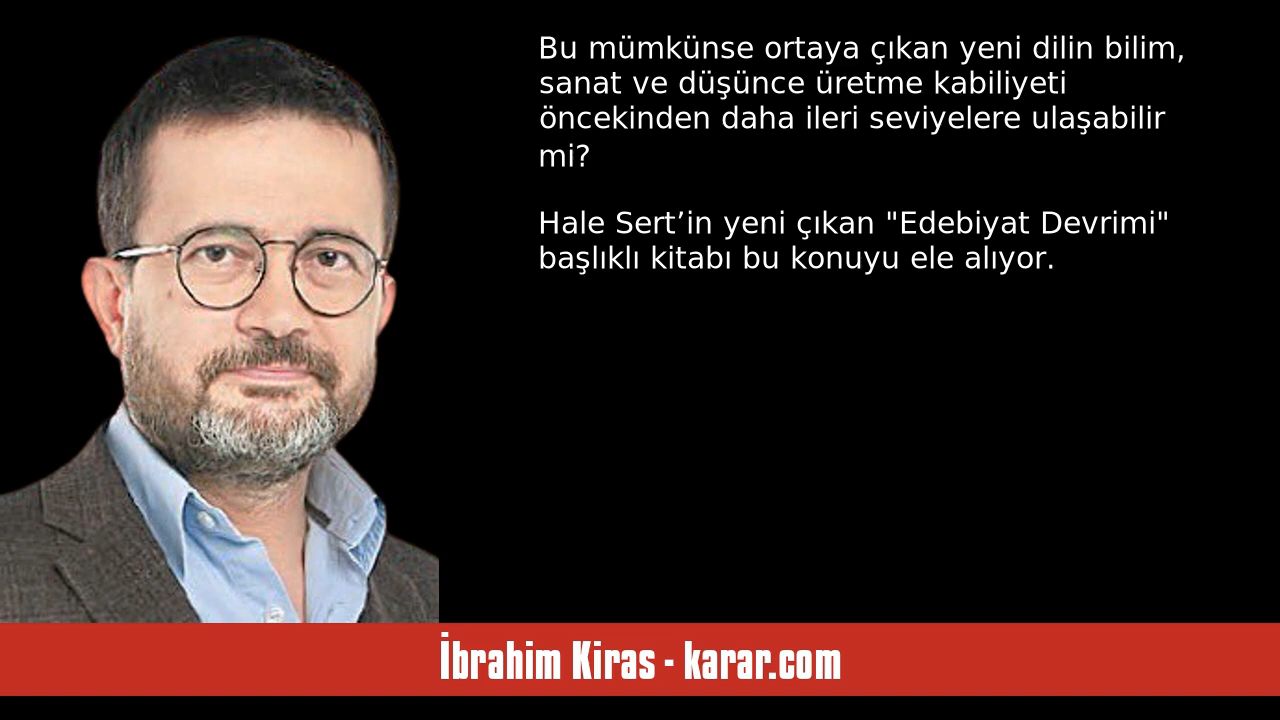 Bu mümkünse ortaya çıkan yeni dilin bilim,
sanat ve düşünce üretme kabiliyeti
öncekinden daha ileri seviyelere ulaşabilir
mi?
Hale Sert’in yeni çıkan "Edebiyat Devrimi"
başlıklı kitabı bu konuyu ele alıyor.
İbrahim Kiras - karar.com